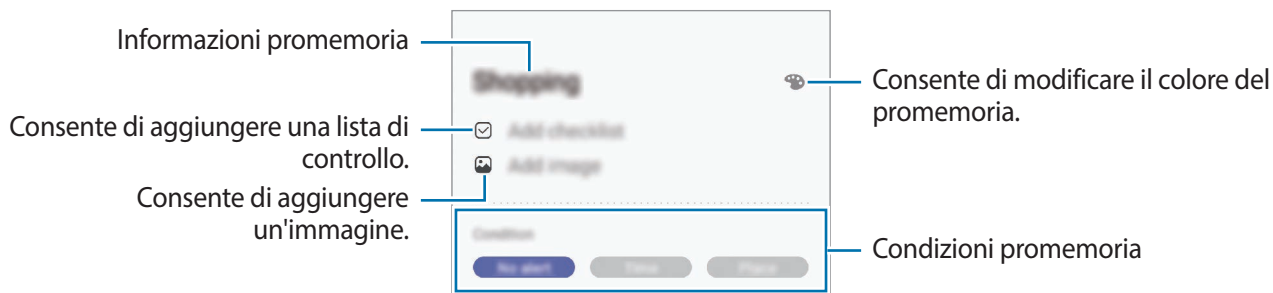 Informazioni promemoria
Shopping
Consente di modificare il colore del
promemoria.
Consente di aggiungere una lista di
controllo.
Add checklist
Add image
Consente di aggiungere
un'immagine.
Condition
Condizioni promemoria
No alert
Time
Place